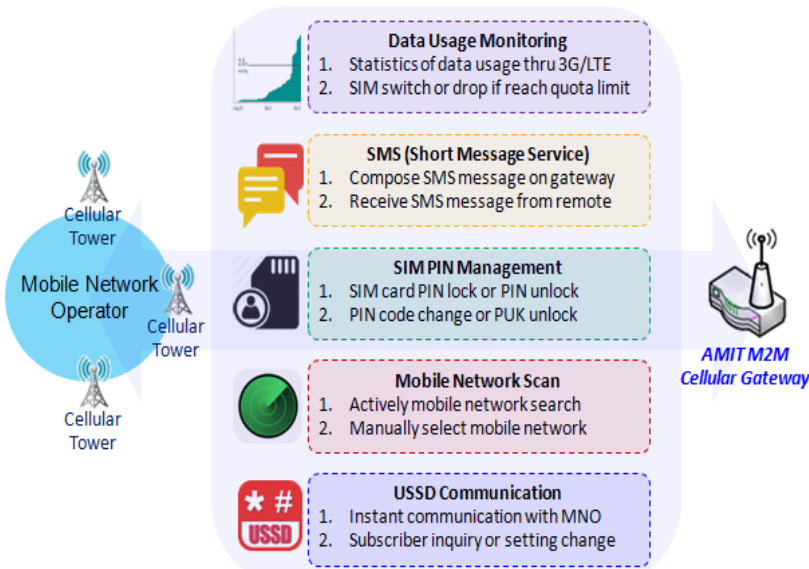 Data Usage Monitoring
1. Statistics of data usage thru 3G/LTE
2. SIM switch or drop if reach quota limit
SMS (Short Message Service)
1. Compose SMS message on gateway
2. Receive SMS message from remote
Cellular
Tower
Mobile Network
Operator
Cellular
Tower
Cellular
Tower
SIM PIN Management
1. SIM card PIN lock or PIN unlock
2. PIN code change or PUK unlock
AMIT M2M
Cellular Gateway
Mobile Network Scan
1. Actively mobile network search
2. Manually select mobile network
* #
USSD
USSD Communication
1. Instant communication with MNO
2. Subscriber inquiry or setting change